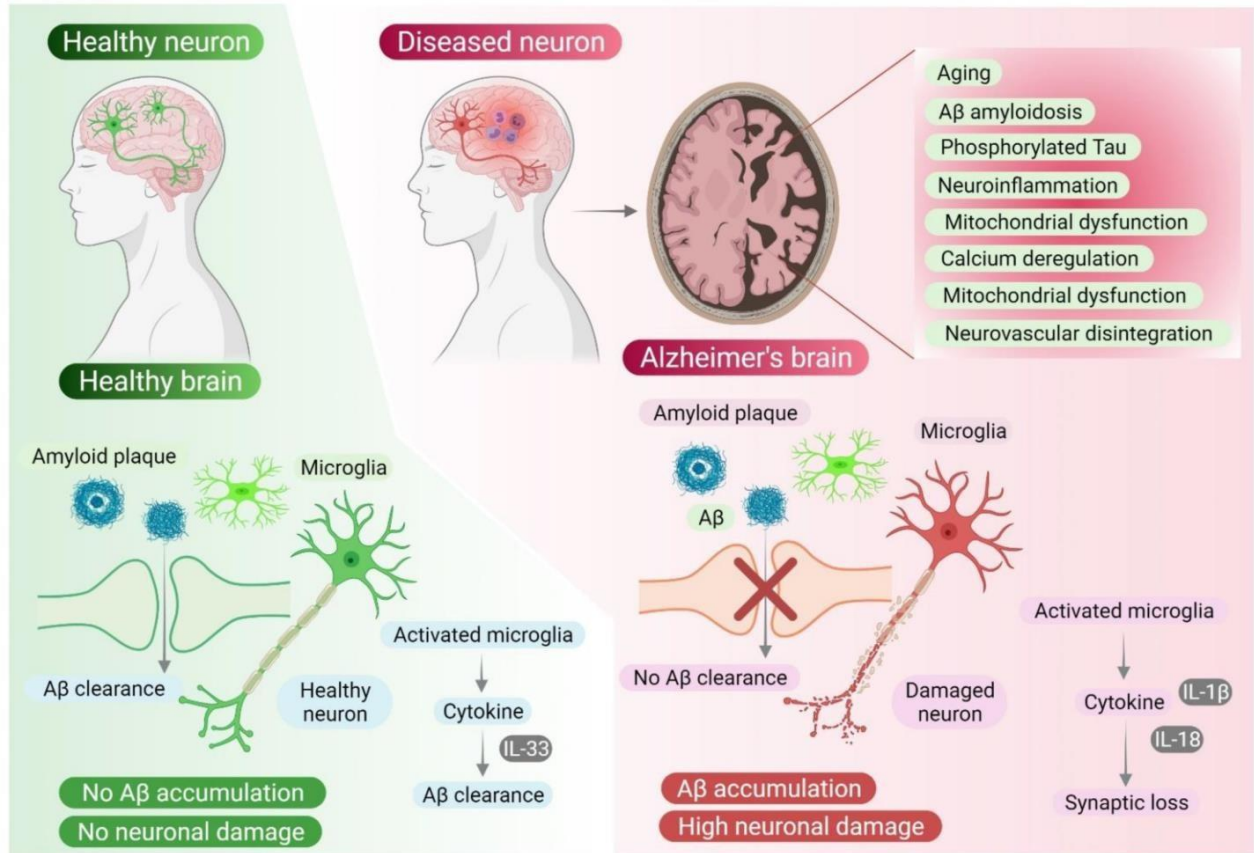 Healthy neuron
Diseased neuron
Aging
Aβ amyloidosis
Phosphorylated Tau
Neuroinflammation
Mitochondrial dysfunction
Calcium deregulation
Mitochondrial dysfunction
Neurovascular disintegration
Healthy brain
Amyloid plaque
Microglia
Aβ clearance
Healthy
neuron
Activated microglia
Cytokine
IL-33
Aβ clearance
No Aβ accumulation
No neuronal damage
Alzheimer's brain
Amyloid plaque
Microglia
Aβ
No Aβ clearance
Damaged
neuron
Activated microglia
Cytokine
IL-1β
IL-18
Synaptic loss
Aβ accumulation
High neuronal damage